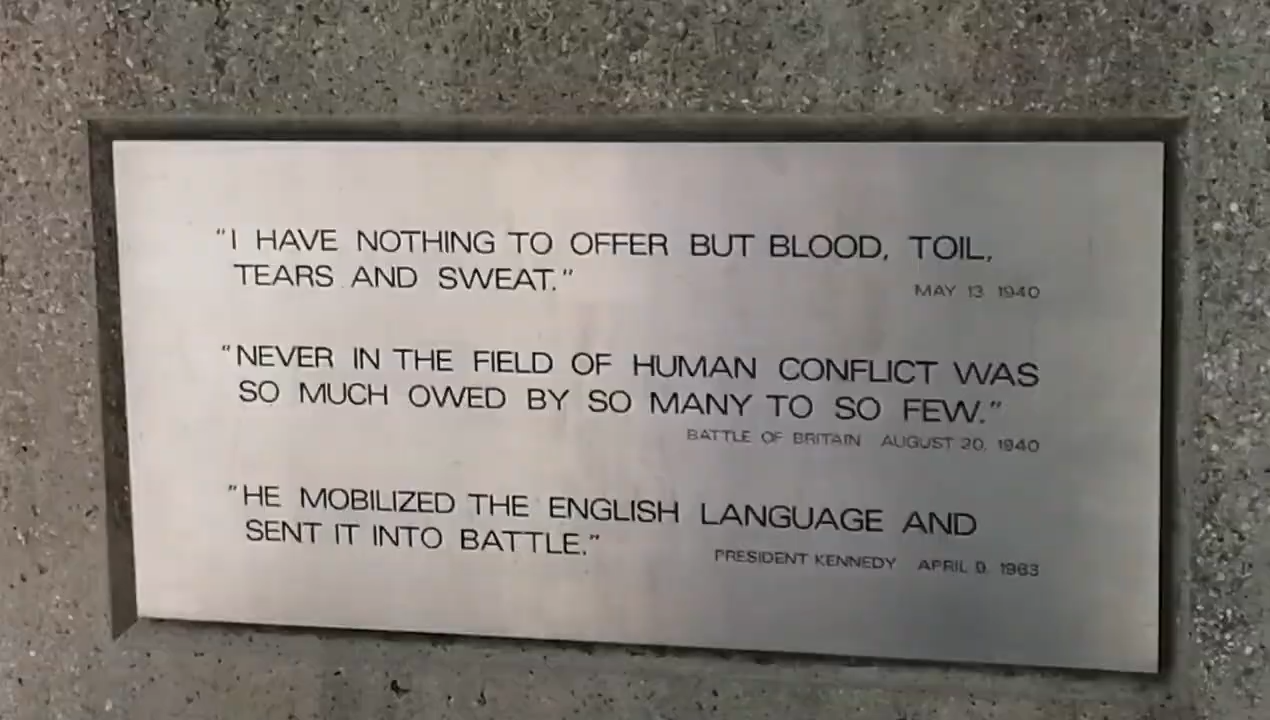 "I HAVE NOTHING TO OFFER BUT BLOOD, TOIL,
TEARS AND SWEAT."
MAY 13 1940
"NEVER IN THE FIELD OF HUMAN CONFLICT WAS
SO MUCH OWED BY SO MANY TO SO FEW."
BATTLE OF BRITAIN AUGUST 20, 1940
"HE MOBILIZED THE ENGLISH LANGUAGE AND
SENT IT INTO BATTLE."
PRESIDENT KENNEDY APRIL 9, 1963